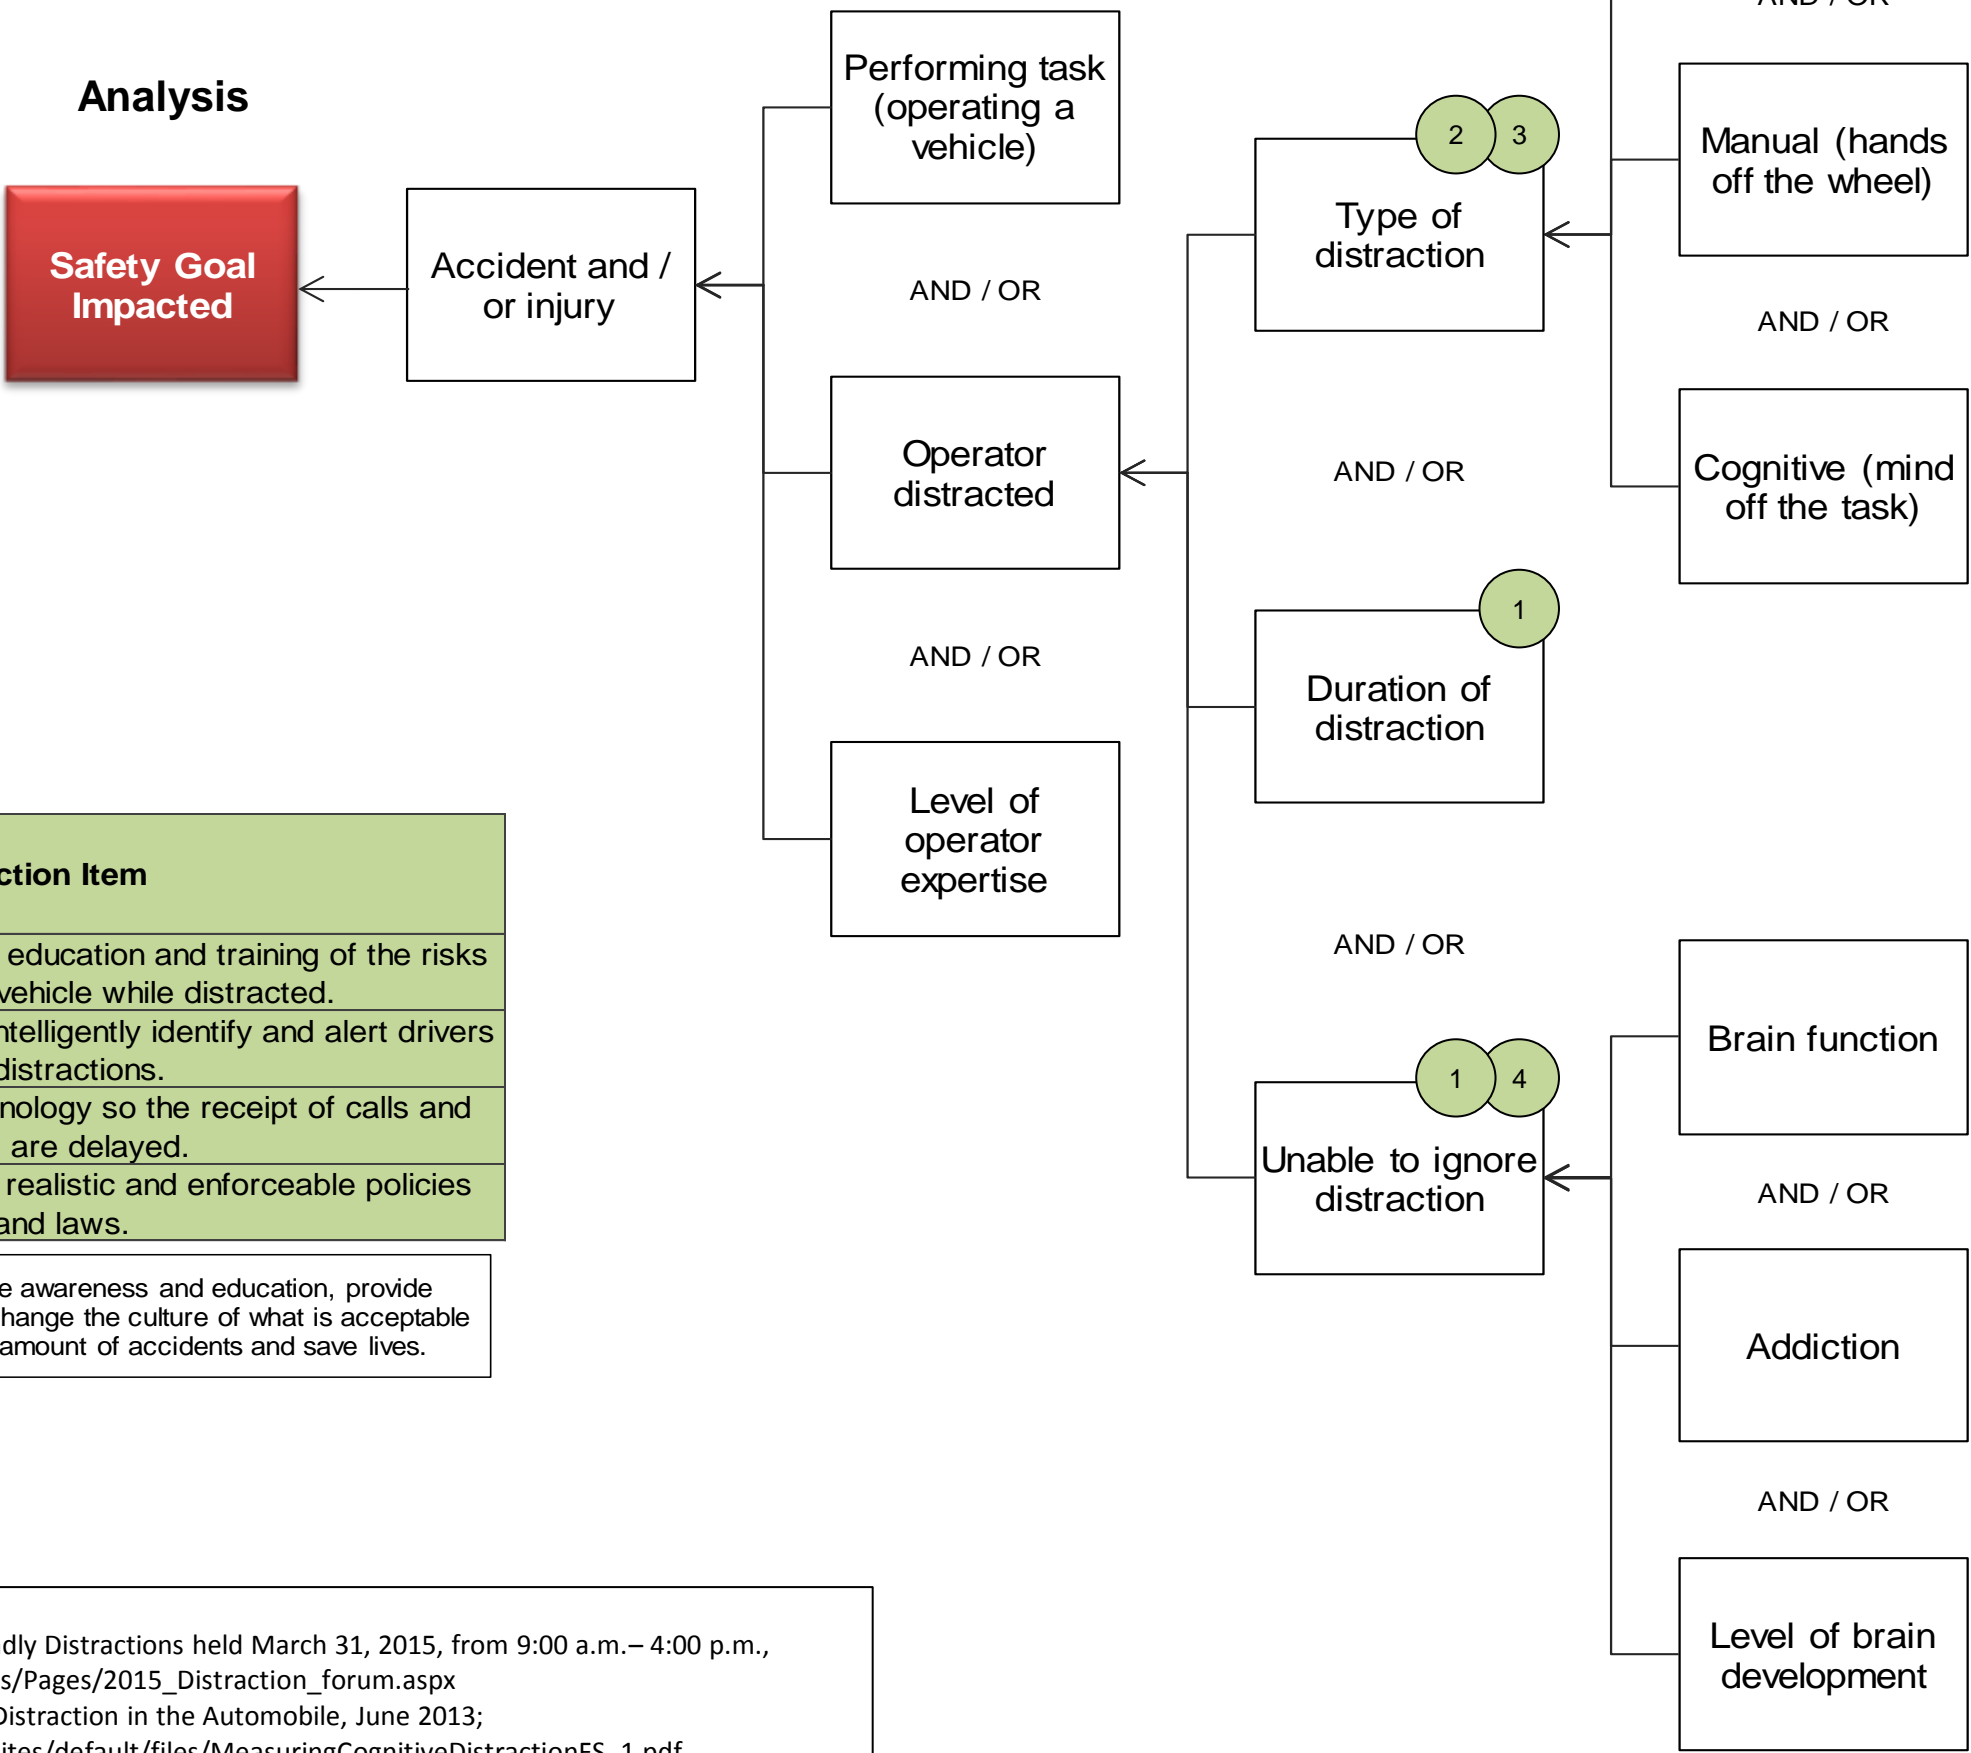 Analysis
Safety Goal
Impacted
Accident and /
or injury
Performing task
(operating a
vehicle)
AND / OR
Operator
distracted
AND / OR
Level of
operator
expertise
2
3
Type of
distraction
AND / OR
1
Duration of
distraction
AND / OR
1
4
Unable to ignore
distraction
AND / OR
Manual (hands
off the wheel)
AND / OR
Cognitive (mind
off the task)
Brain function
AND / OR
Addiction
AND / OR
Level of brain
development
ction Item
education and training of the risks
vehicle while distracted.
ntelligently identify and alert drivers
distractions.
nology so the receipt of calls and
are delayed.
realistic and enforceable policies
and laws.
e awareness and education, provide
hange the culture of what is acceptable
amount of accidents and save lives.
dly Distractions held March 31, 2015, from 9:00 a.m.– 4:00 p.m.,
s/Pages/2015_Distraction_forum.aspx
Distraction in the Automobile, June 2013;
ites/default/files/MeasuringCognitiveDistractionFS_1.pdf